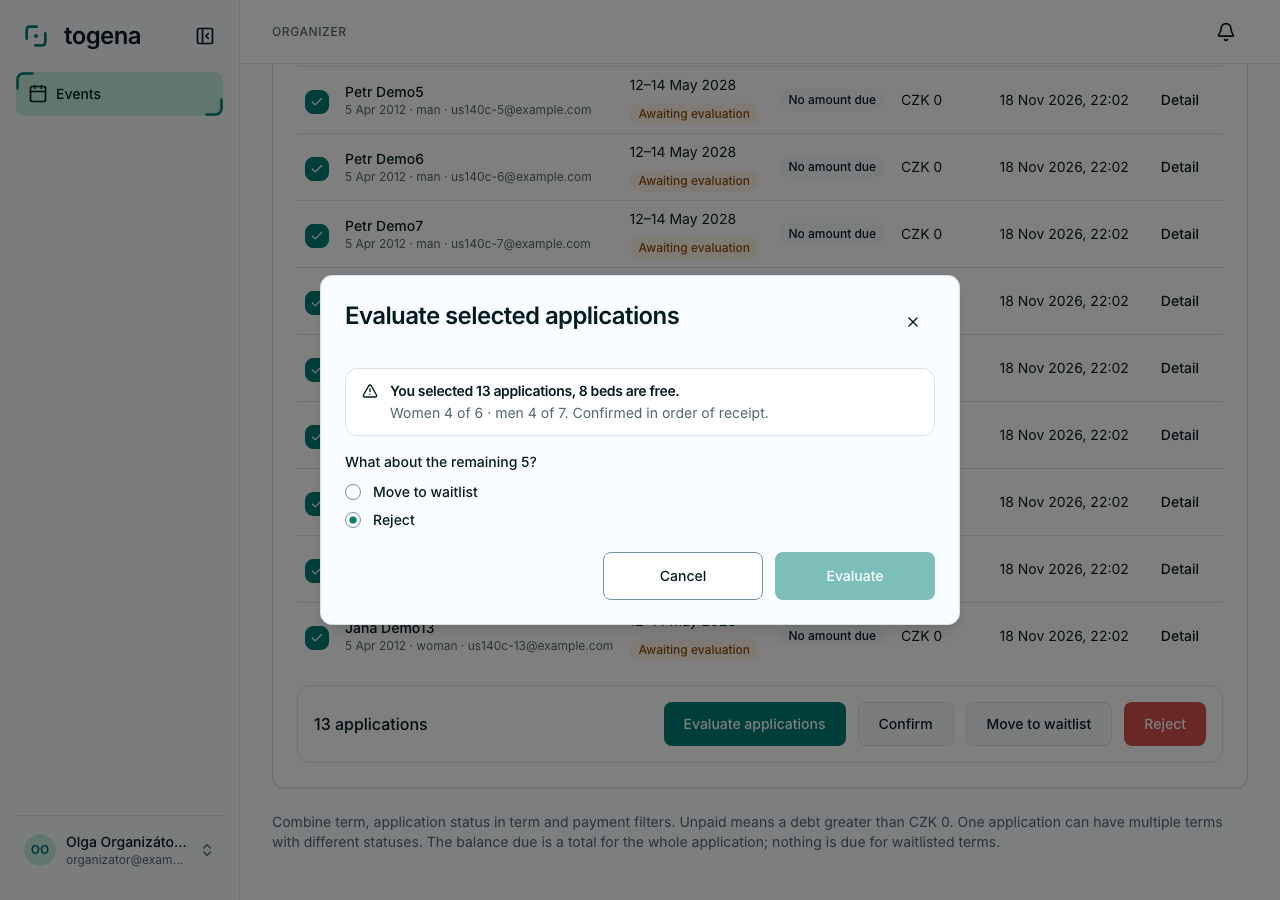 togena
ORGANIZER
Events
Petr Demo5
5 Apr 2012 · man · us140c-5@example.com
12–14 May 2028
Awaiting evaluation
No amount due
CZK 0
18 Nov 2026, 22:02
Detail
Petr Demo6
5 Apr 2012 · man · us140c-6@example.com
12–14 May 2028
Awaiting evaluation
No amount due
CZK 0
18 Nov 2026, 22:02
Detail
Petr Demo7
5 Apr 2012 · man · us140c-7@example.com
12–14 May 2028
Awaiting evaluation
No amount due
CZK 0
18 Nov 2026, 22:02
Detail
18 Nov 2026, 22:02
Detail
18 Nov 2026, 22:02
Detail
18 Nov 2026, 22:02
Detail
18 Nov 2026, 22:02
Detail
18 Nov 2026, 22:02
Detail
Evaluate selected applications
You selected 13 applications, 8 beds are free.
Women 4 of 6 · men 4 of 7. Confirmed in order of receipt.
What about the remaining 5?
Move to waitlist
Reject
Cancel
Evaluate
Jana Demo13
5 Apr 2012 · woman · us140c-13@example.com
Awaiting evaluation
No amount due
CZK 0
18 Nov 2026, 22:02
Detail
13 applications
Evaluate applications
Confirm
Move to waitlist
Reject
Combine term, application status in term and payment filters. Unpaid means a debt greater than CZK 0. One application can have multiple terms
with different statuses. The balance due is a total for the whole application; nothing is due for waitlisted terms.
OO
Olga Organizáto...
organizator@exam...